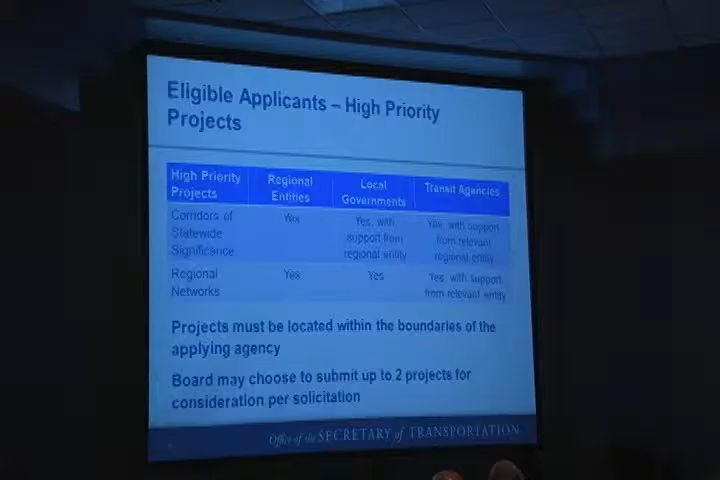 Eligible Applicants – High Priority
Projects
High Priority Projects | Regional Entities | Local Governments | Transit Agencies
Corridors of Statewide Significance | Yes | Yes, with support from regional entity | Yes, with support from relevant regional entity
Regional Networks | Yes | Yes | Yes, with support from relevant entity
Projects must be located within the boundaries of the
applying agency
Board may choose to submit up to 2 projects for
consideration per solicitation
Office of the SECRETARY of TRANSPORTATION